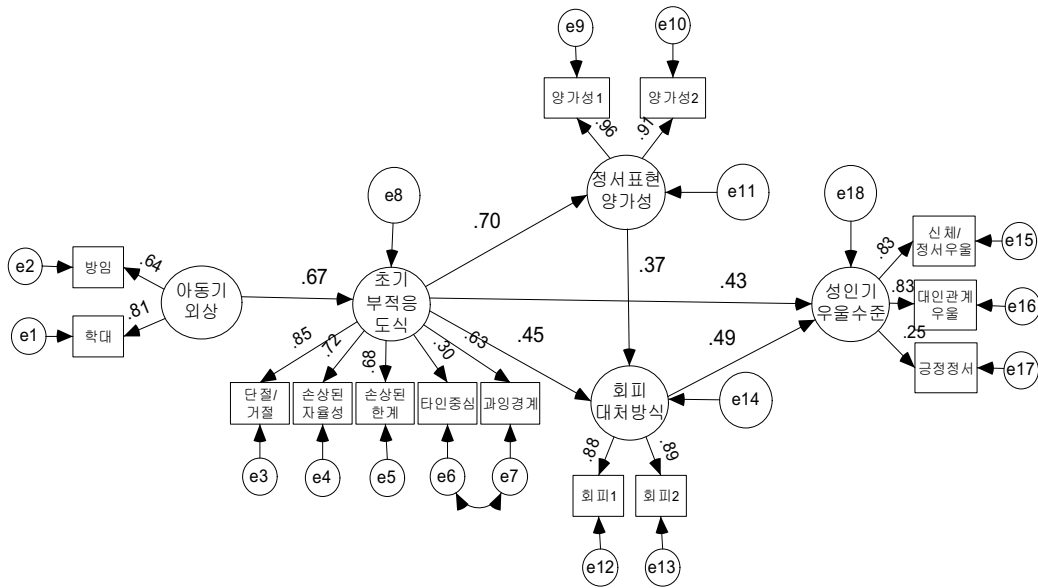 e9
e10
양가성1
양가성2
.96
.91
정서표현
양가성
e11
e8
e18
.70
e2
방임
.64
아동기
외상
.67
초기
부적응
도식
.37
.43
성인기
우울수준
.83
신체/
정서우울
e15
.83
대인관계
우울
e16
.25
긍정정서
e17
e1
학대
.81
.85
.72
.68
.30
.63
.45
.49
단절/
거절
손상된
자율성
손상된
한계
타인중심
과잉경계
회피
대처방식
e14
e3
e4
e5
e6
e7
.88
.89
회피1
회피2
e12
e13